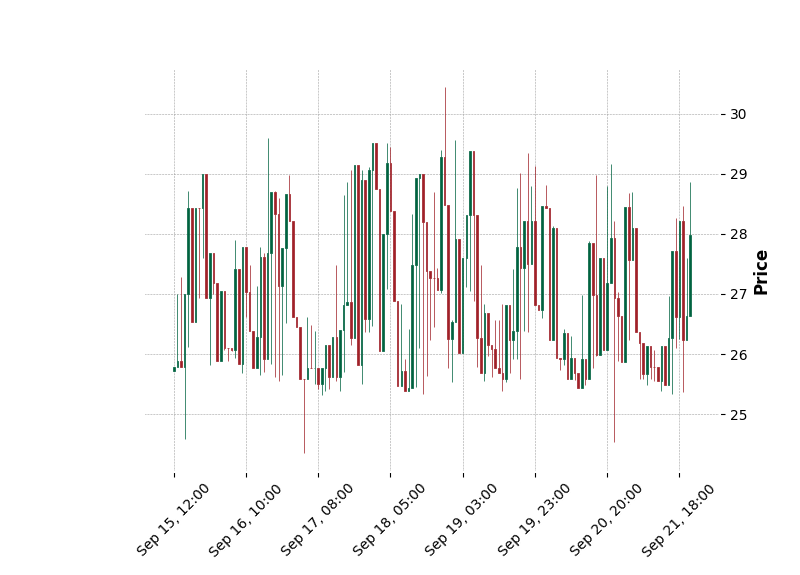 30
29
28
27
26
25
Price
Sep 15, 12:00
Sep 16, 10:00
Sep 17, 08:00
Sep 18, 05:00
Sep 19, 03:00
Sep 19, 23:00
Sep 20, 20:00
Sep 21, 18:00